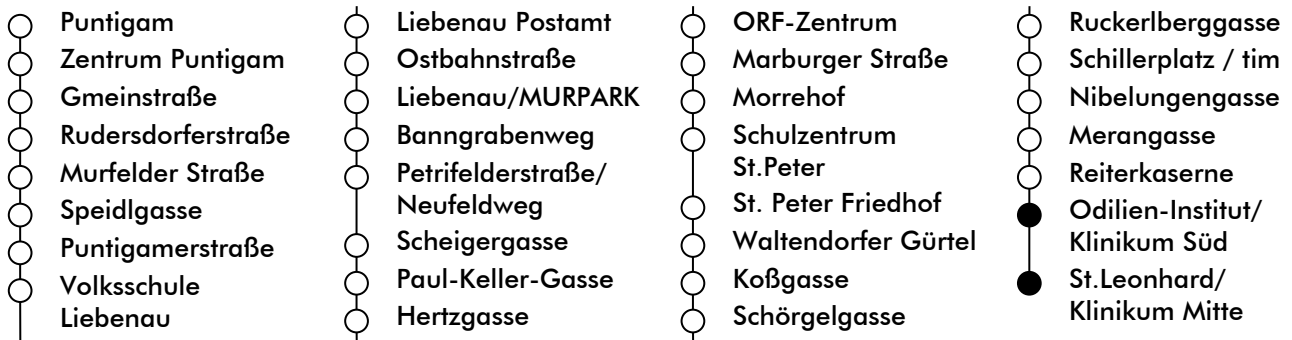 Puntigam
Zentrum Puntigam
Gmeinstraße
Rudersdorferstraße
Murfelder Straße
Speidlgasse
Puntigamerstraße
Volksschule
Liebenau
Liebenau Postamt
Ostbahnstraße
Liebenau/MURPARK
Banngrabenweg
Petrifelderstraße/
Neufeldweg
Scheigergasse
Paul-Keller-Gasse
Hertzgasse
ORF-Zentrum
Marburger Straße
Morrehof
Schulzentrum
St.Peter
St. Peter Friedhof
Waltendorfer Gürtel
Koßgasse
Schörgelgasse
Ruckerlberggasse
Schillerplatz / tim
Nibelungengasse
Merangasse
Reiterkaserne
Odilien-Institut/
Klinikum Süd
St.Leonhard/
Klinikum Mitte